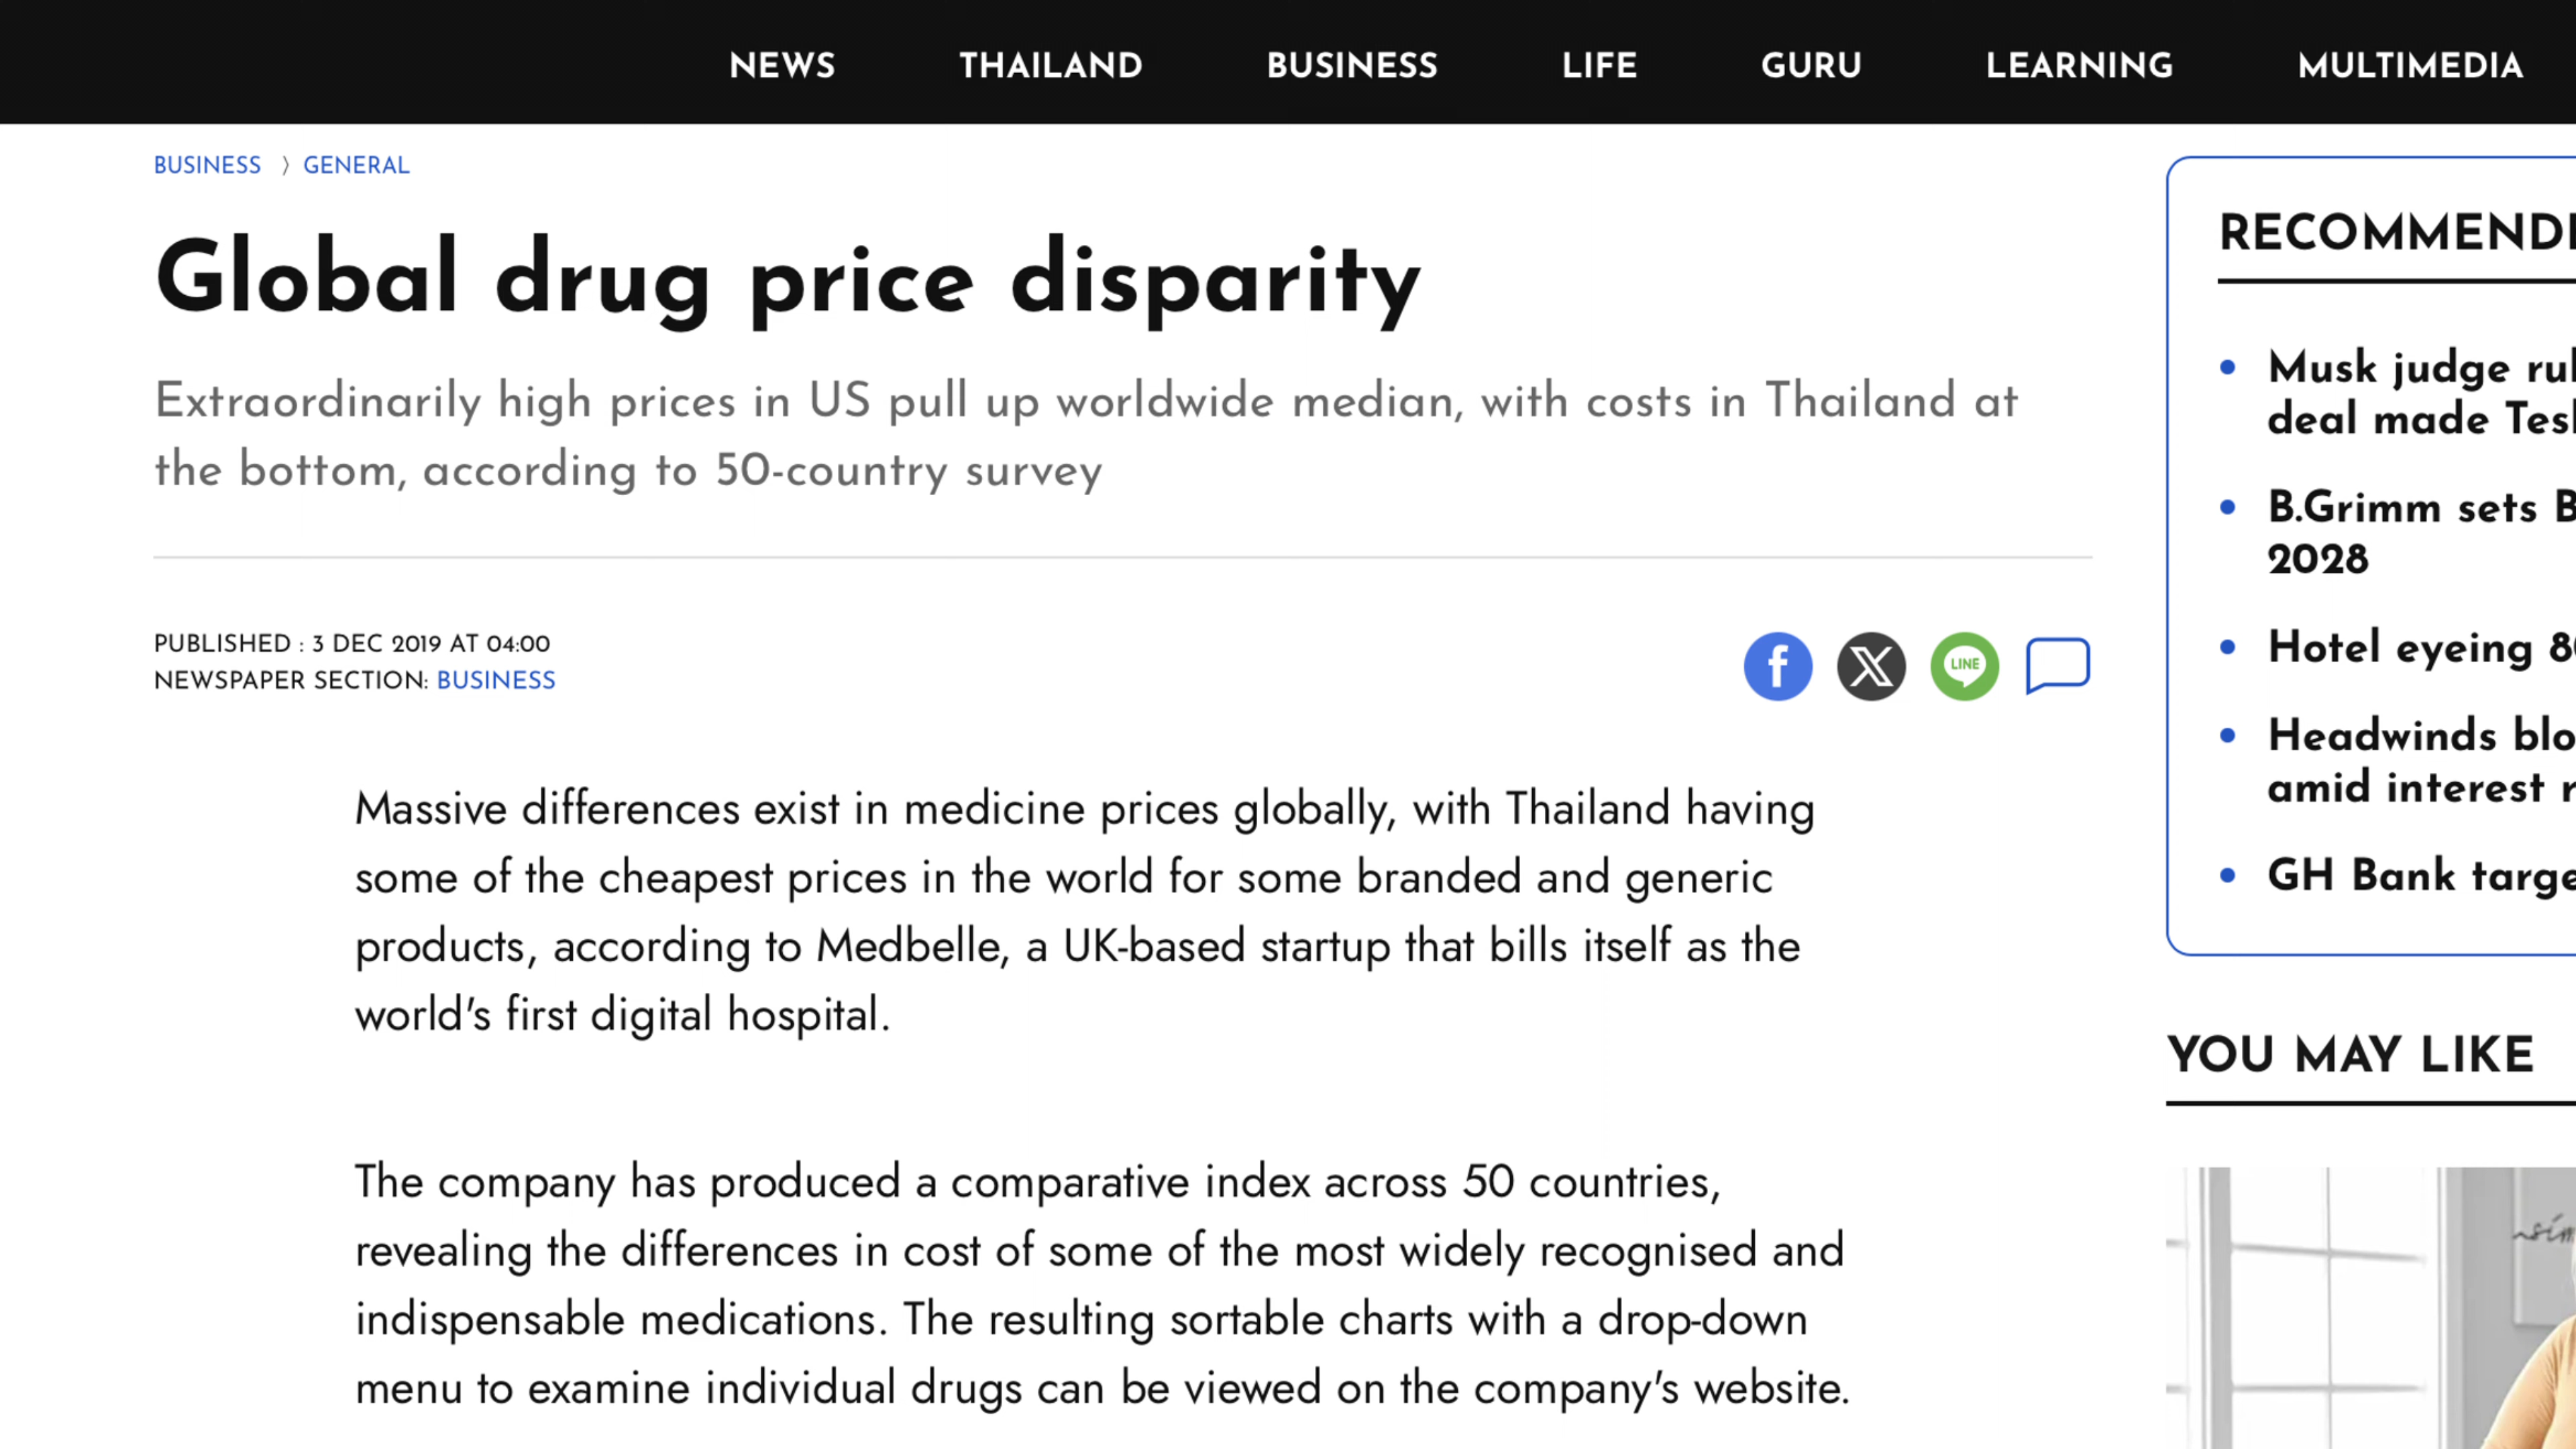 NEWS THAILAND BUSINESS LIFE GURU LEARNING MULTIMEDIA
BUSINESS 〉 GENERAL
Global drug price disparity
Extraordinarily high prices in US pull up worldwide median, with costs in Thailand at
the bottom, according to 50-country survey
PUBLISHED : 3 DEC 2019 AT 04:00
NEWSPAPER SECTION: BUSINESS
LINE
Massive differences exist in medicine prices globally, with Thailand having
some of the cheapest prices in the world for some branded and generic
products, according to Medbelle, a UK-based startup that bills itself as the
world's first digital hospital.
The company has produced a comparative index across 50 countries,
revealing the differences in cost of some of the most widely recognised and
indispensable medications. The resulting sortable charts with a drop-down
menu to examine individual drugs can be viewed on the company's website.
Musk judge
deal made
B.Grimm sets
2028
Hotel eyeing
Headwinds
amid interest
GH Bank
YOU MAY LIKE